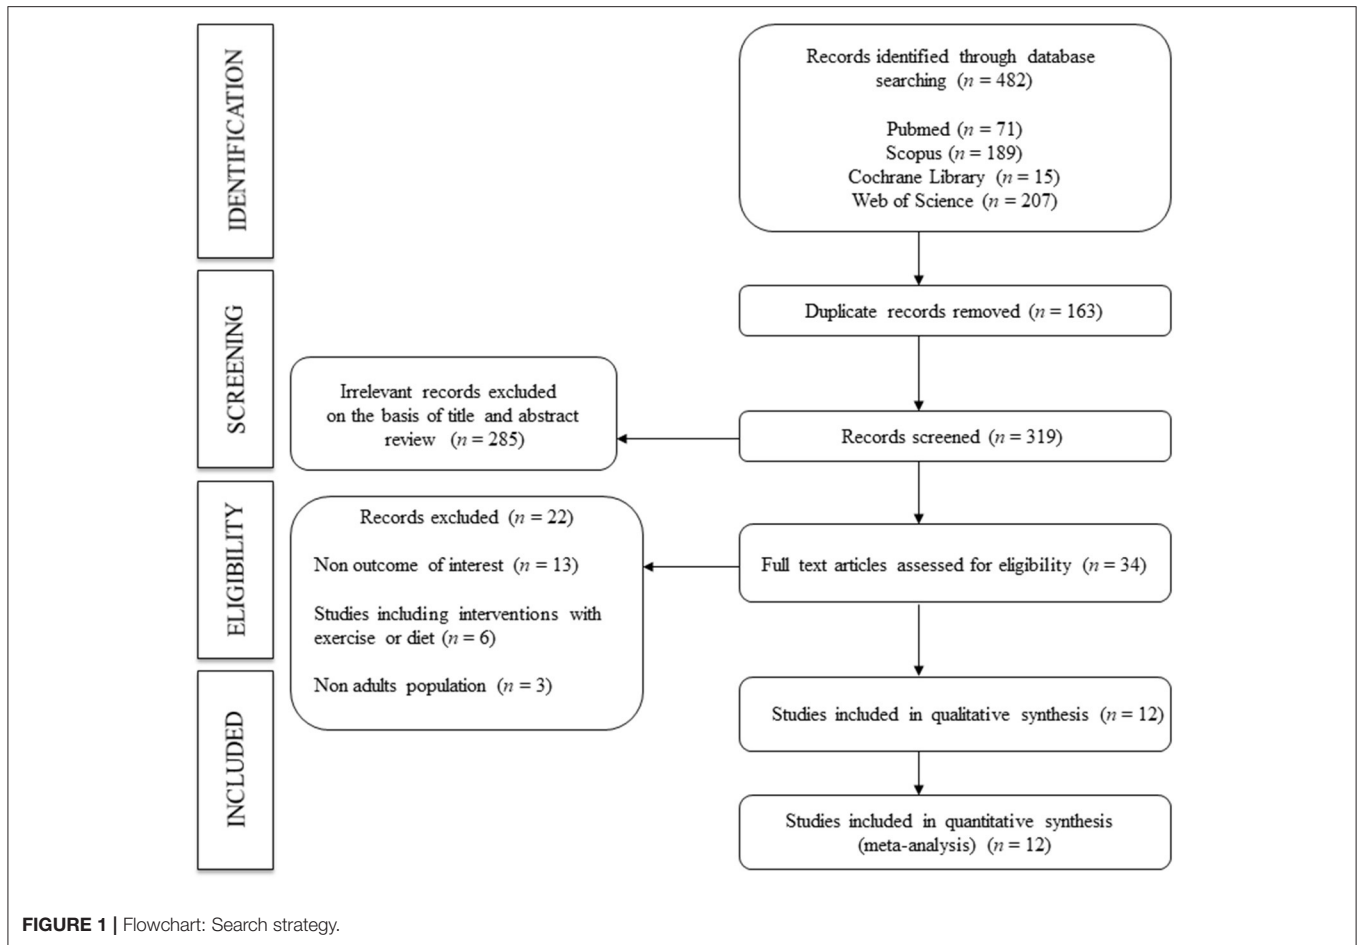 IDENTIFICATION
Records identified through database
searching (n = 482)
Pubmed (n = 71)
Scopus (n = 189)
Cochrane Library (n = 15)
Web of Science (n = 207)
SCREENING
Duplicate records removed (n = 163)
Irrelevant records excluded
on the basis of title and abstract
review (n = 285)
Records screened (n = 319)
ELIGIBILITY
Records excluded (n = 22)
Non outcome of interest (n = 13)
Studies including interventions with
exercise or diet (n = 6)
Non adults population (n = 3)
Full text articles assessed for eligibility (n = 34)
INCLUDED
Studies included in qualitative synthesis (n = 12)
Studies included in quantitative synthesis
(meta-analysis) (n = 12)
FIGURE 1 | Flowchart: Search strategy.